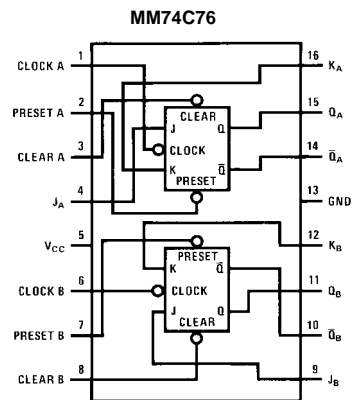 MM74C76
1
CLOCK A
16
K_A
2
PRESET A
15
Q_A
CLEAR
J
Q
3
CLEAR A
CLOCK
14
Q̅_A
K
Q̅
PRESET
4
J_A
13
GND
5
V_CC
12
K_B
PRESET
K
Q̅
6
CLOCK B
CLOCK
11
Q_B
J
Q
CLEAR
7
PRESET B
10
Q̅_B
8
CLEAR B
9
J_B